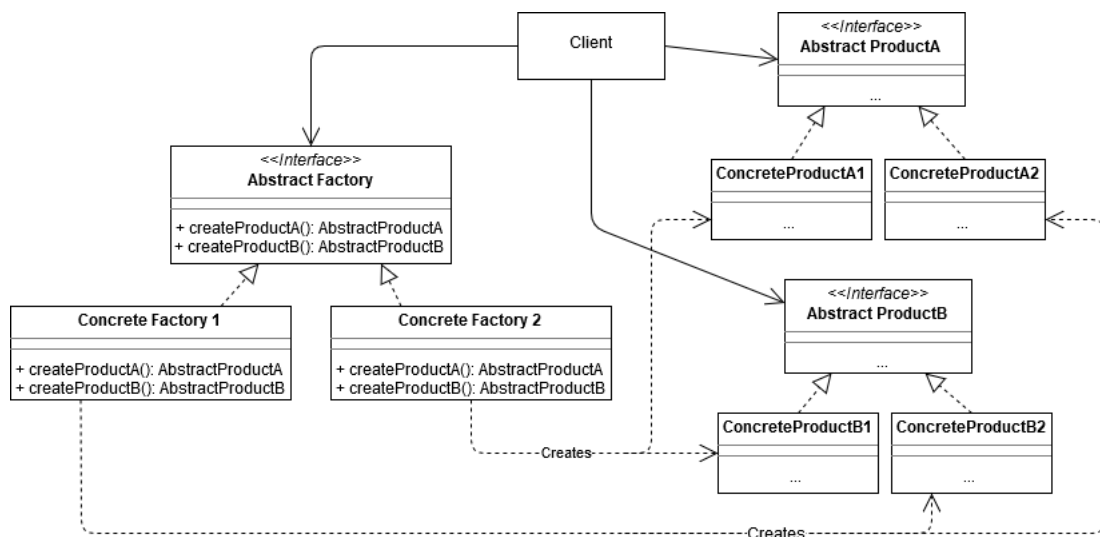 Client
<<Interface>>
Abstract ProductA
...
<<Interface>>
Abstract Factory
+ createProductA(): AbstractProductA
+ createProductB(): AbstractProductB
ConcreteProductA1
...
ConcreteProductA2
...
<<Interface>>
Abstract ProductB
...
Concrete Factory 1
+ createProductA(): AbstractProductA
+ createProductB(): AbstractProductB
Concrete Factory 2
+ createProductA(): AbstractProductA
+ createProductB(): AbstractProductB
ConcreteProductB1
...
ConcreteProductB2
...
Creates
Creates